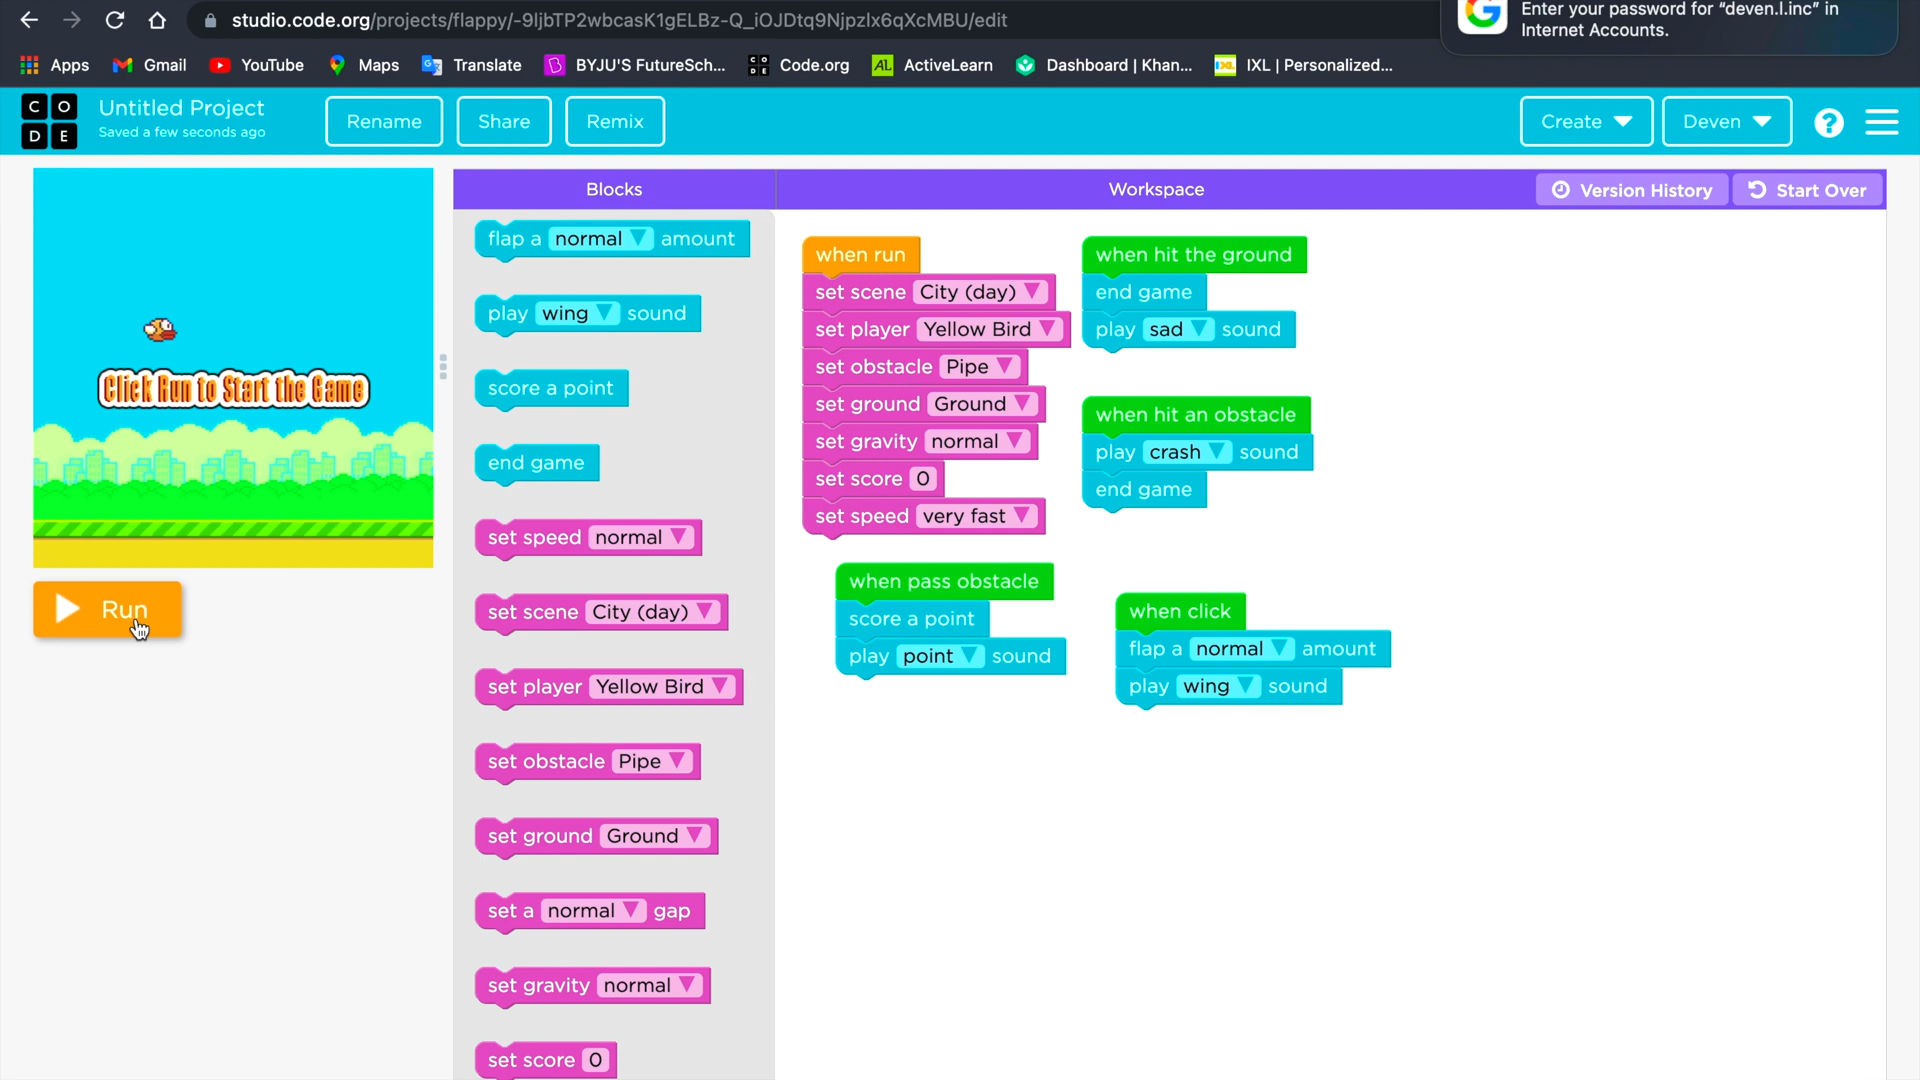 studio.code.org/projects/flappy/-9ljbTP2wbcasK1gELBz-Q_iOJDtq9Njpzlx6qXcMBU/edit
Enter your password for “deven.l.inc” in
Internet Accounts.
Apps
Gmail
YouTube
Maps
Translate
BYJU'S FutureSch...
Code.org
AL
ActiveLearn
Dashboard | Khan...
IXL
IXL | Personalized...
C O
D E
Untitled Project
Saved a few seconds ago
Rename
Share
Remix
Create
Deven
?
Click Run to Start the Game
Run
Blocks
flap a normal amount
play wing sound
score a point
end game
set speed normal
set scene City (day)
set player Yellow Bird
set obstacle Pipe
set ground Ground
set a normal gap
set gravity normal
set score 0
Workspace
Version History
Start Over
when run
set scene City (day)
set player Yellow Bird
set obstacle Pipe
set ground Ground
set gravity normal
set score 0
set speed very fast
when hit the ground
end game
play sad sound
when hit an obstacle
play crash sound
end game
when pass obstacle
score a point
play point sound
when click
flap a normal amount
play wing sound